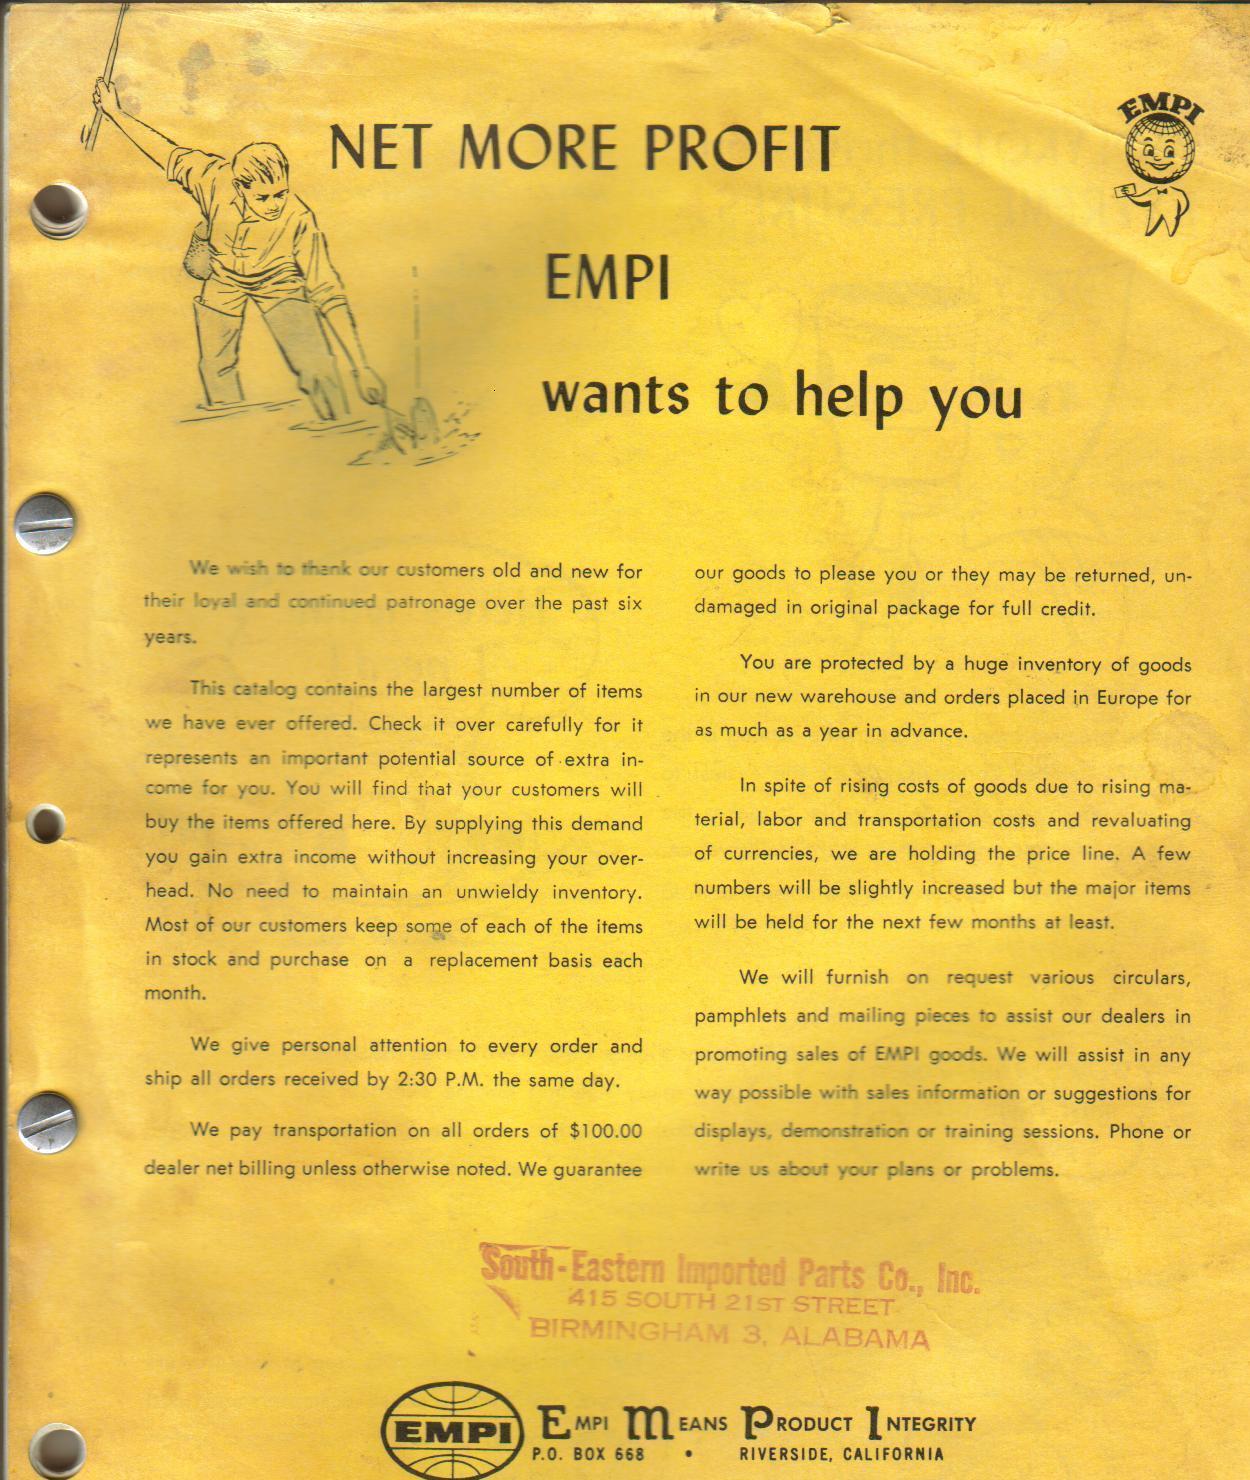 EMPI
NET MORE PROFIT
EMPI
wants to help you
We wish to thank our customers old and new for
their loyal and continued patronage over the past six
years.
This catalog contains the largest number of items
we have ever offered. Check it over carefully for it
represents an important potential source of extra in-
come for you. You will find that your customers will
buy the items offered here. By supplying this demand
you gain extra income without increasing your over-
head. No need to maintain an unwieldy inventory.
Most of our customers keep some of each of the items
in stock and purchase on a replacement basis each
month.
We give personal attention to every order and
ship all orders received by 2:30 P.M. the same day.
We pay transportation on all orders of $100.00
dealer net billing unless otherwise noted. We guarantee
our goods to please you or they may be returned, un-
damaged in original package for full credit.
You are protected by a huge inventory of goods
in our new warehouse and orders placed in Europe for
as much as a year in advance.
In spite of rising costs of goods due to rising ma-
terial, labor and transportation costs and revaluating
of currencies, we are holding the price line. A few
numbers will be slightly increased but the major items
will be held for the next few months at least.
We will furnish on request various circulars,
pamphlets and mailing pieces to assist our dealers in
promoting sales of EMPI goods. We will assist in any
way possible with sales information or suggestions for
displays, demonstration or training sessions. Phone or
write us about your plans or problems.
South-Eastern Imported Parts Co., Inc.
415 SOUTH 21ST STREET
BIRMINGHAM 3, ALABAMA
EMPI
EMPI MEANS PRODUCT INTEGRITY
P.O. BOX 668 • RIVERSIDE, CALIFORNIA